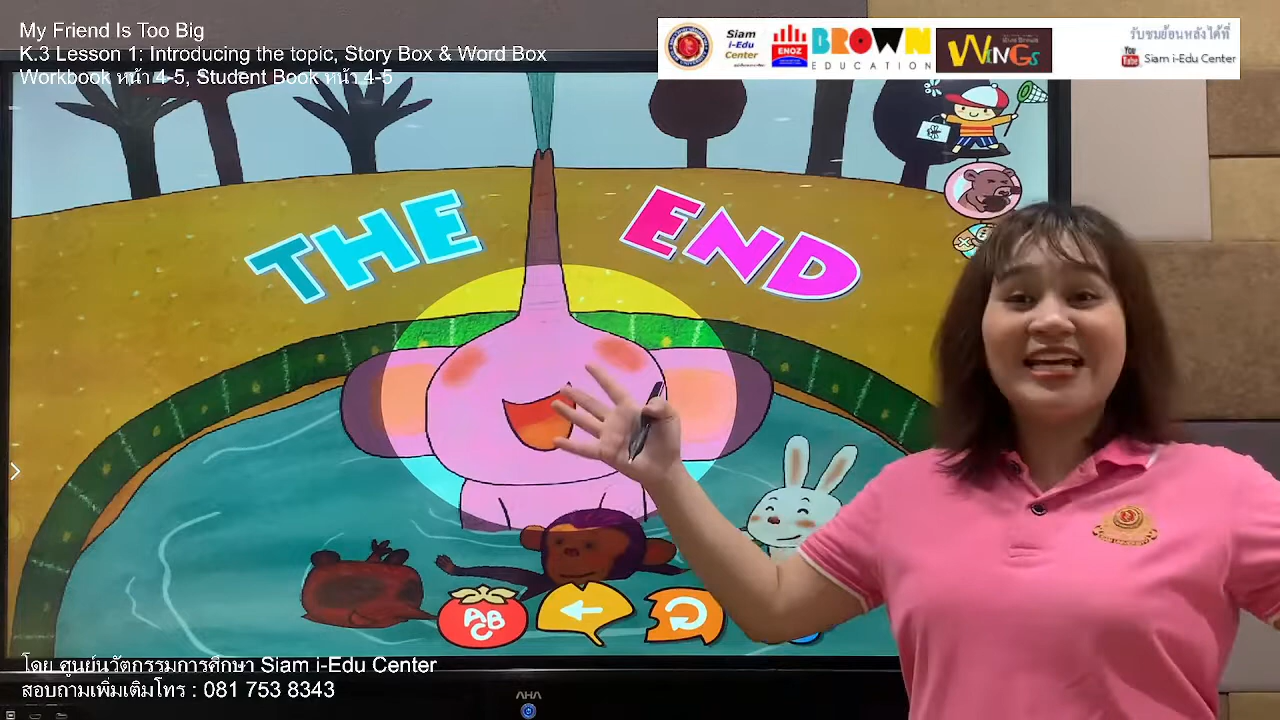 My Friend Is Too Big
K1 Lesson 1: Introducing the topic, Story Box & Word Box
Workbook หน้า 4-5, Student Book หน้า 4-5
Siam
i-Edu
Center
ENOZ
BROWN
EDUCATION
WINGS
รับชมย้อนหลังได้ที่
You
Tube
Siam i-Edu Center
THE END
ABC
โดย ศูนย์นวัตกรรมการศึกษา Siam i-Edu Center
สอบถามเพิ่มเติมโทร : 081 753 8343
AHA